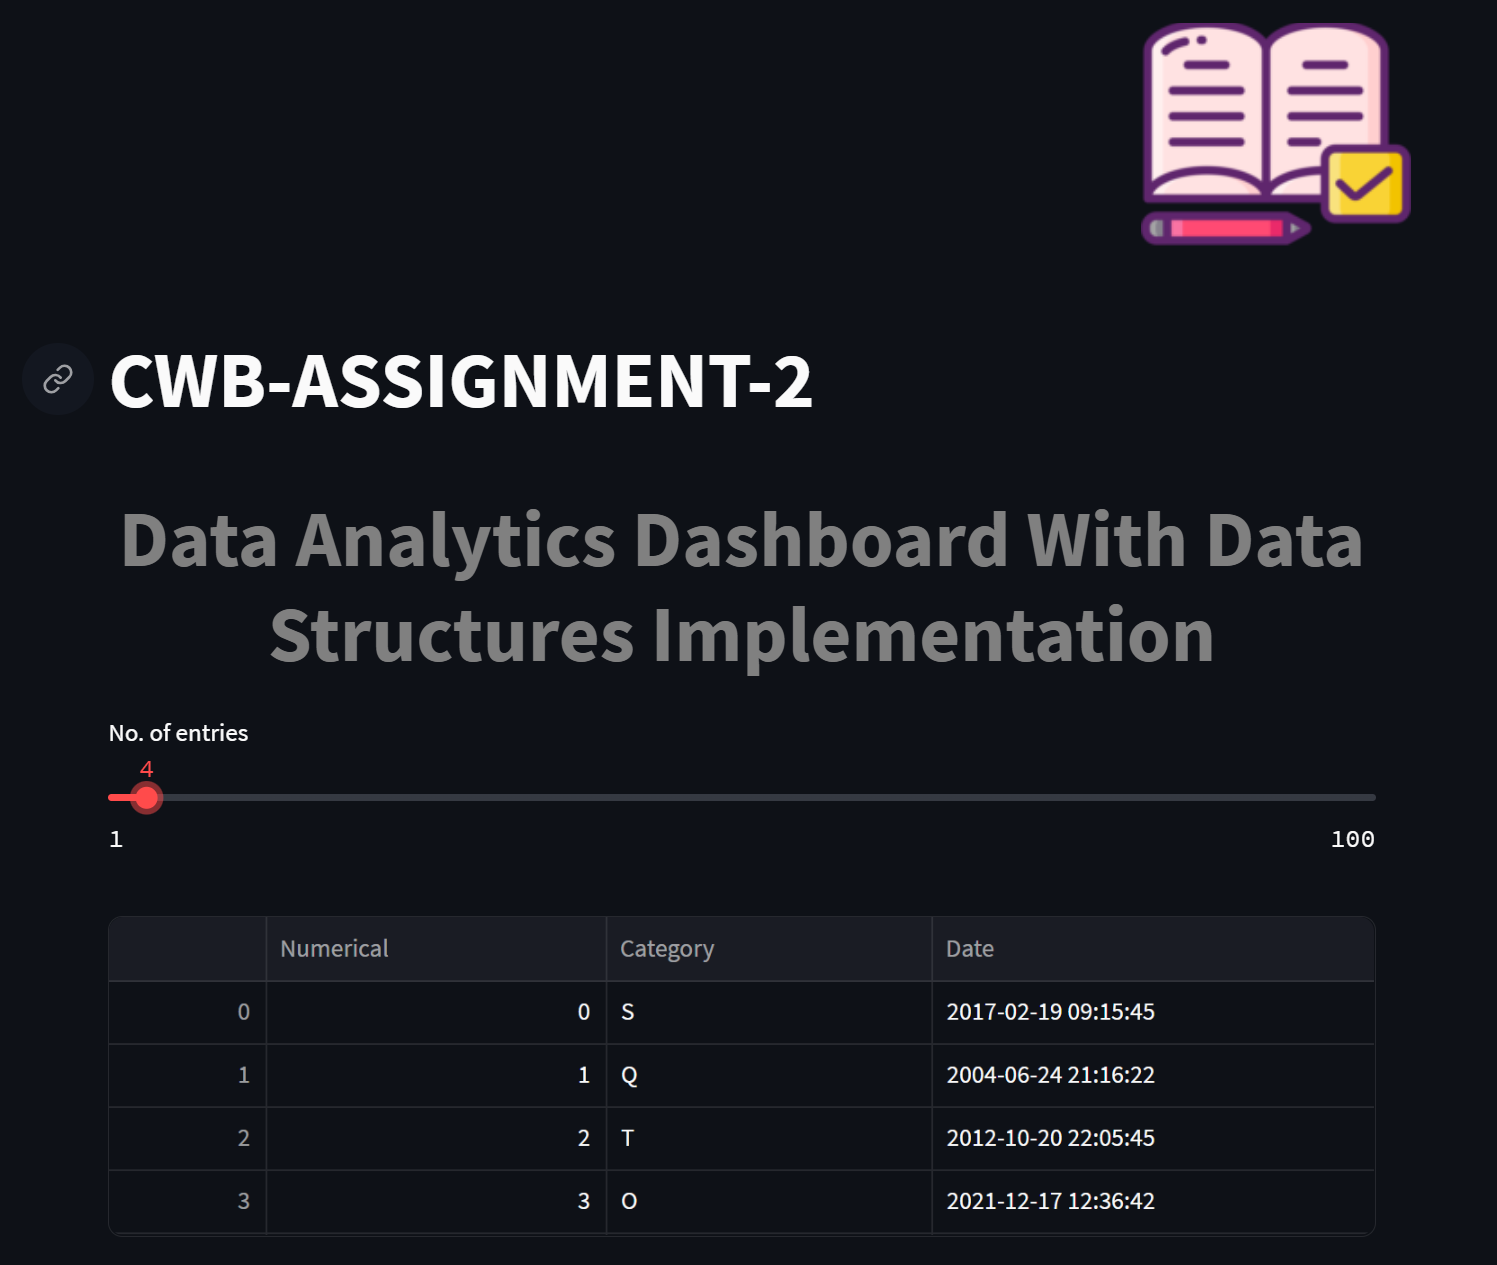 CWB-ASSIGNMENT-2
Data Analytics Dashboard With Data
Structures Implementation
No. of entries
4
1 100
Numerical Category Date
0 0 S 2017-02-19 09:15:45
1 1 Q 2004-06-24 21:16:22
2 2 T 2012-10-20 22:05:45
3 3 O 2021-12-17 12:36:42